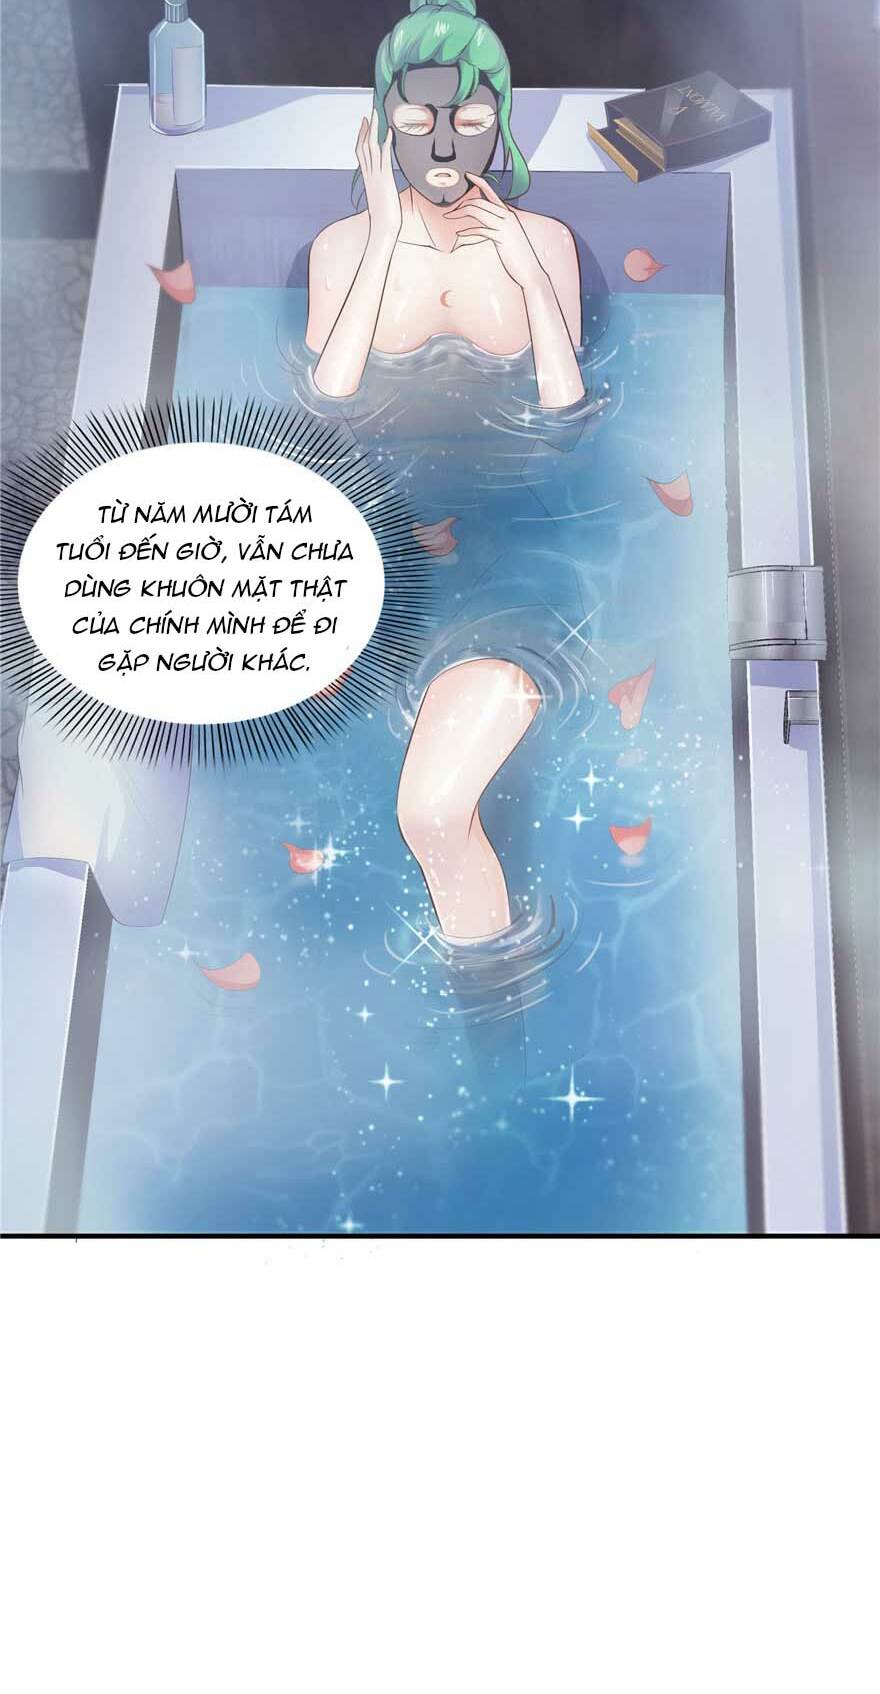 TỪ NĂM MƯỜI TÁM
TUỔI ĐẾN GIỜ, VẪN CHƯA
DÙNG KHUÔN MẶT THẬT
CỦA CHÍNH MÌNH ĐỂ ĐI
GẶP NGƯỜI KHÁC.